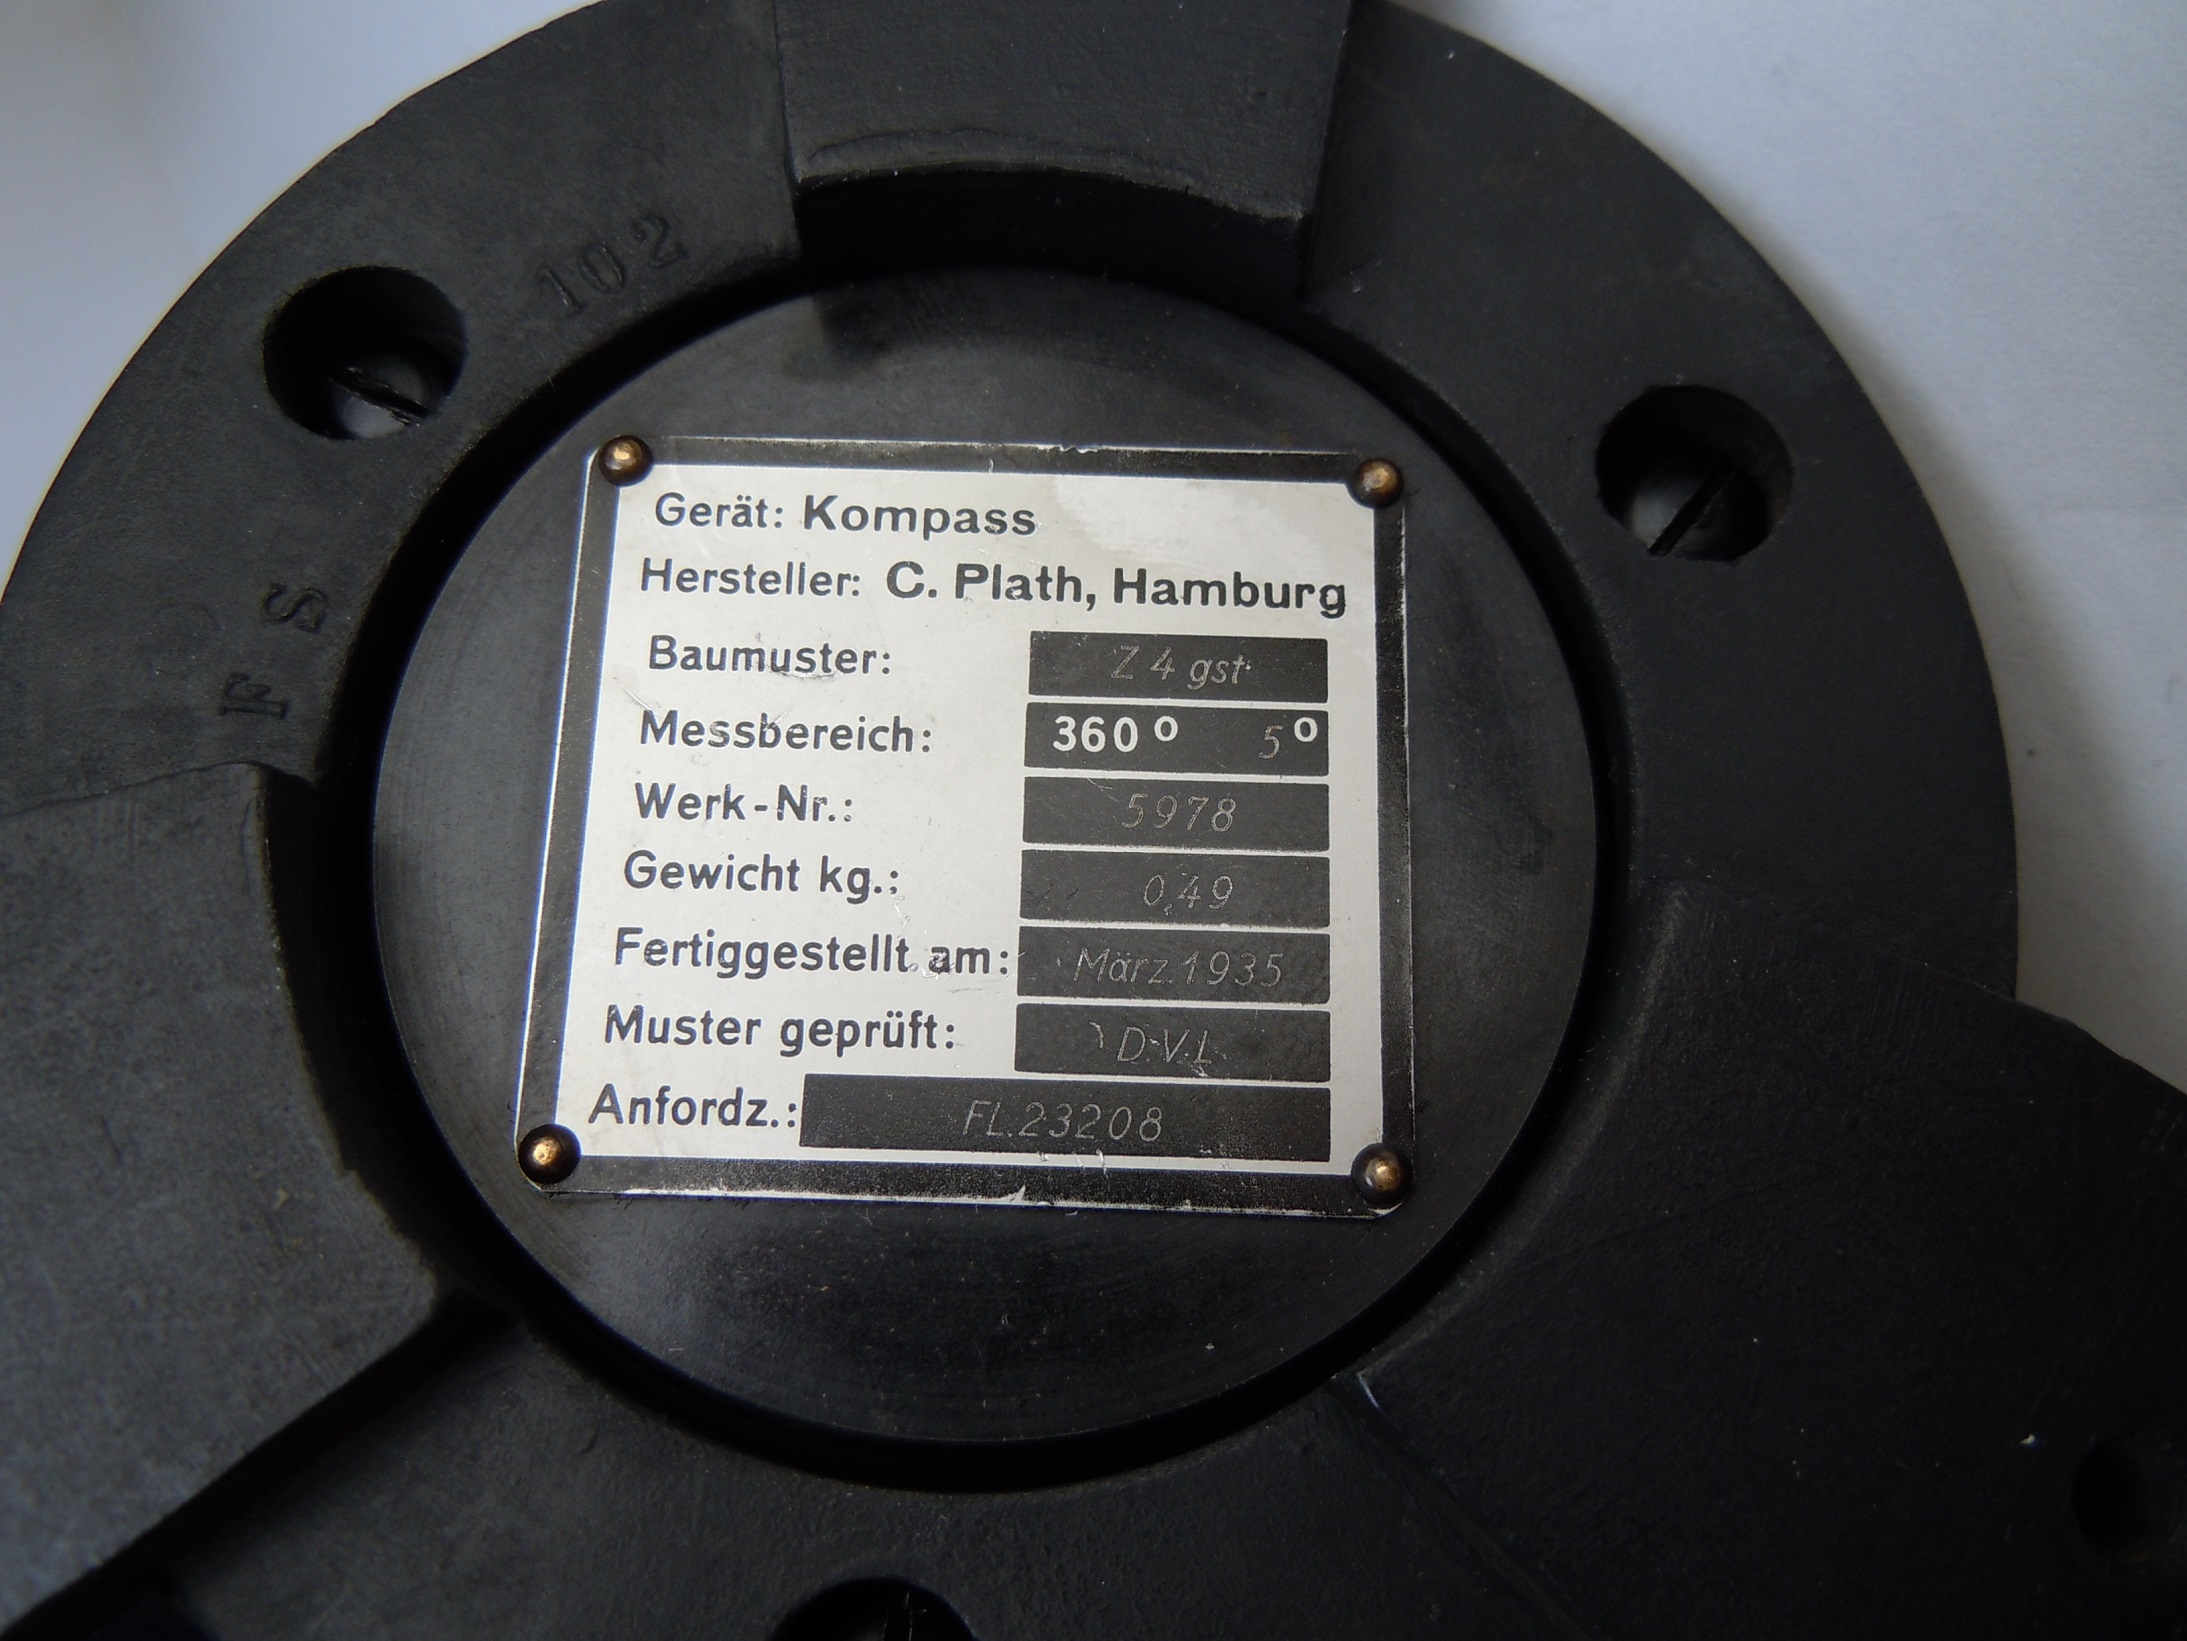 102
FS
Gerät: Kompass
Hersteller: C. Plath, Hamburg
Baumuster: Z 4 gst.
Messbereich: 360° 5°
Werk-Nr.: 5978
Gewicht kg.: 0,49
Fertiggestellt am: März.1935
Muster geprüft: D.V.L.
Anfordz.: FL.23208